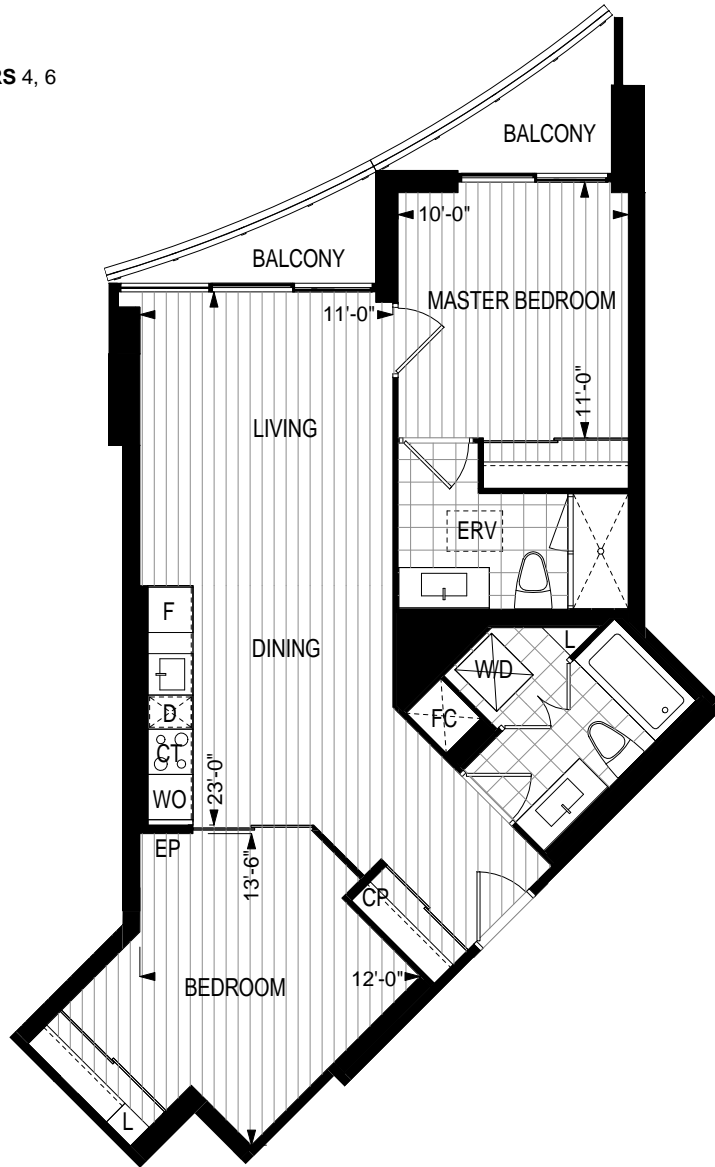 RS 4, 6
BALCONY
10'-0"
BALCONY
MASTER BEDROOM
11'-0"
11'-0"
LIVING
ERV
F
DINING
L
W/D
D
FC
CT
WO
23'-0"
EP
13'-6"
CP
BEDROOM
12'-0"
L